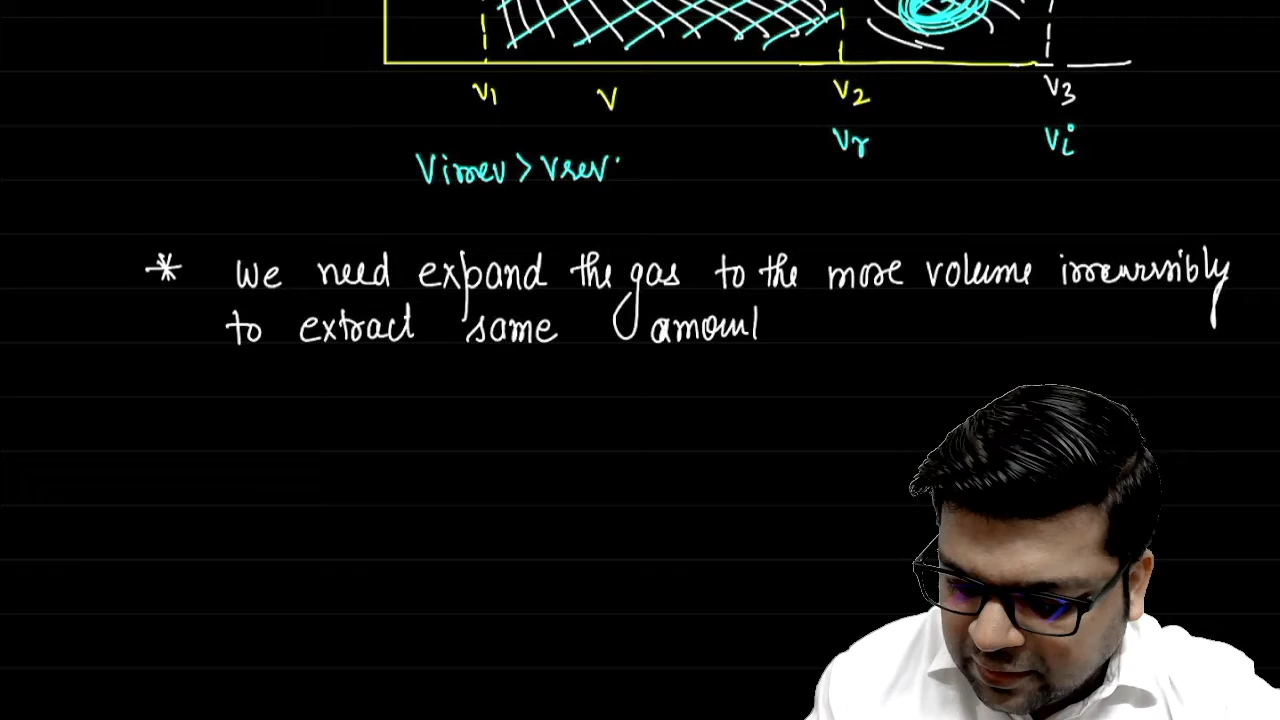 V1 V V2 V3
Vr Vi
Virrev > Vrev.
* We need expand the gas to the more volume irreversibly
to extract same amount